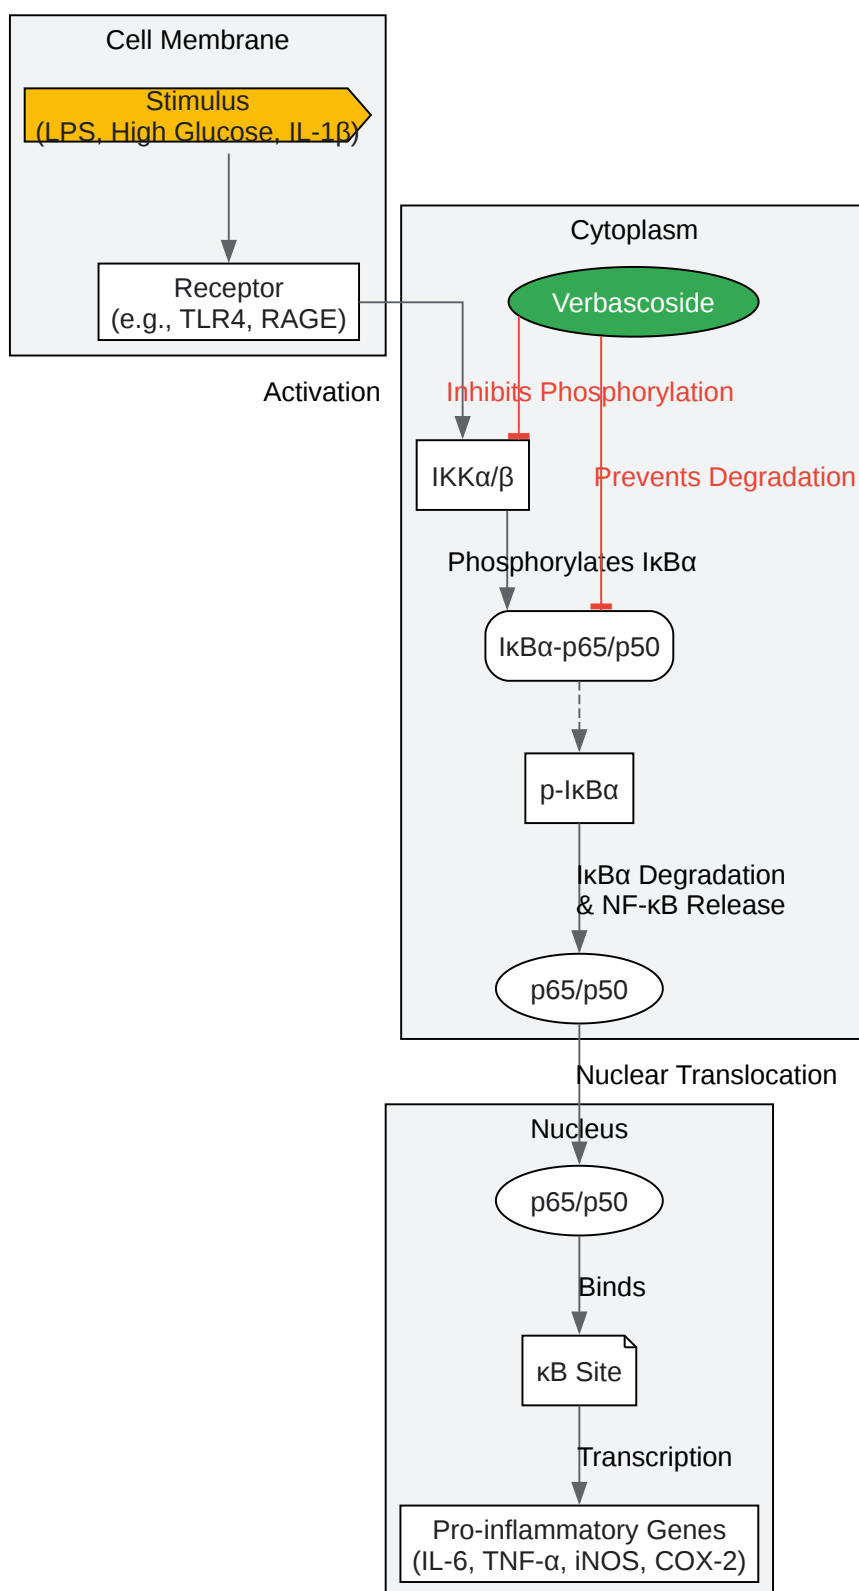 Cell Membrane
Stimulus
(LPS, High Glucose, IL-1β)
Receptor
(e.g., TLR4, RAGE)
Activation
Cytoplasm
Verbascoside
Inhibits Phosphorylation
IKKα/β
Prevents Degradation
Phosphorylates IκBα
IκBα-p65/p50
p-IκBα
IκBα Degradation
& NF-κB Release
p65/p50
Nuclear Translocation
Nucleus
p65/p50
Binds
κB Site
Transcription
Pro-inflammatory Genes
(IL-6, TNF-α, iNOS, COX-2)